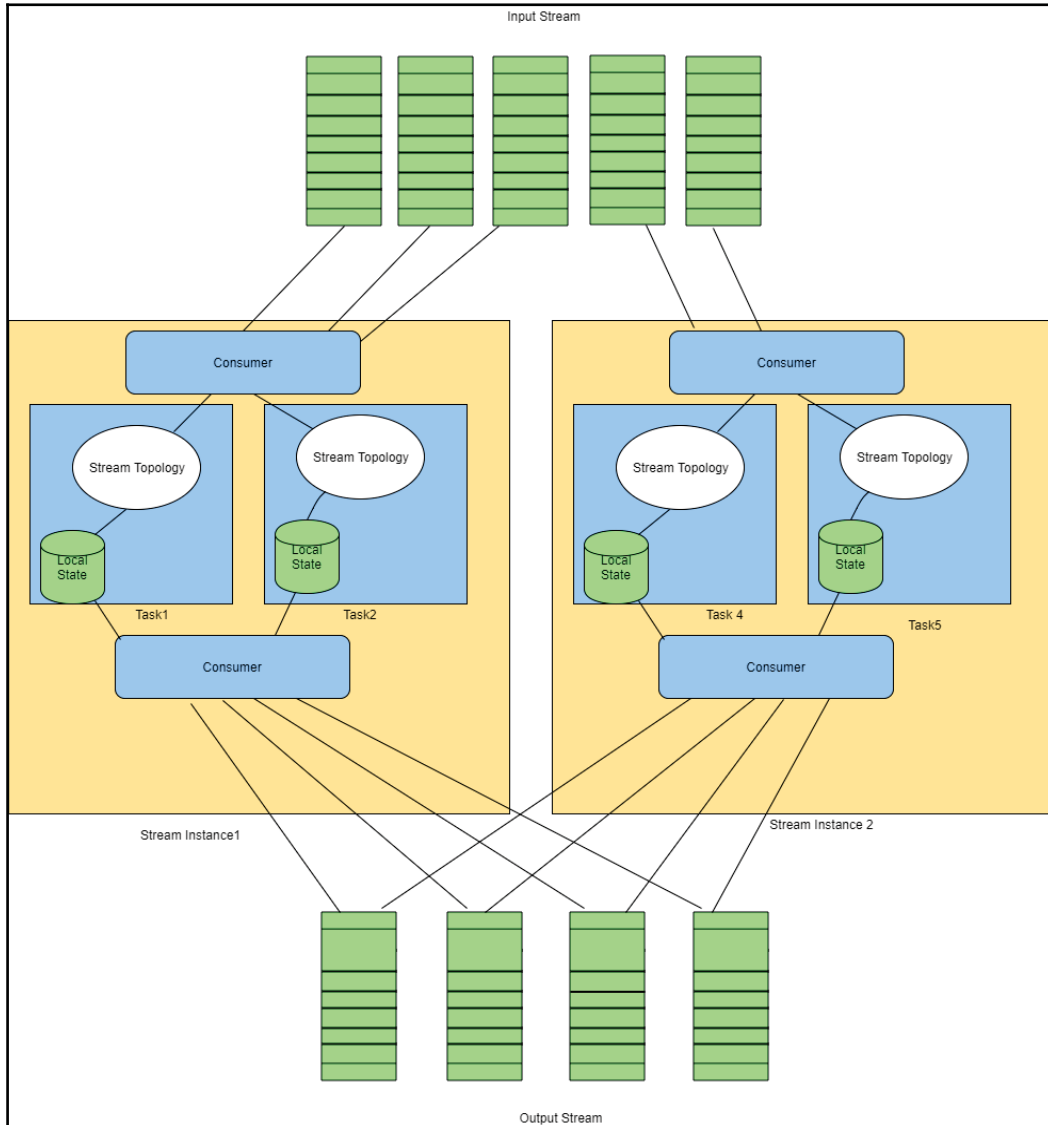 Input Stream
Consumer
Consumer
Stream Topology
Stream Topology
Stream Topology
Stream Topology
Local
State
Local
State
Local
State
Local
State
Task1
Task2
Task 4
Task5
Consumer
Consumer
Stream Instance1
Stream Instance 2
Output Stream